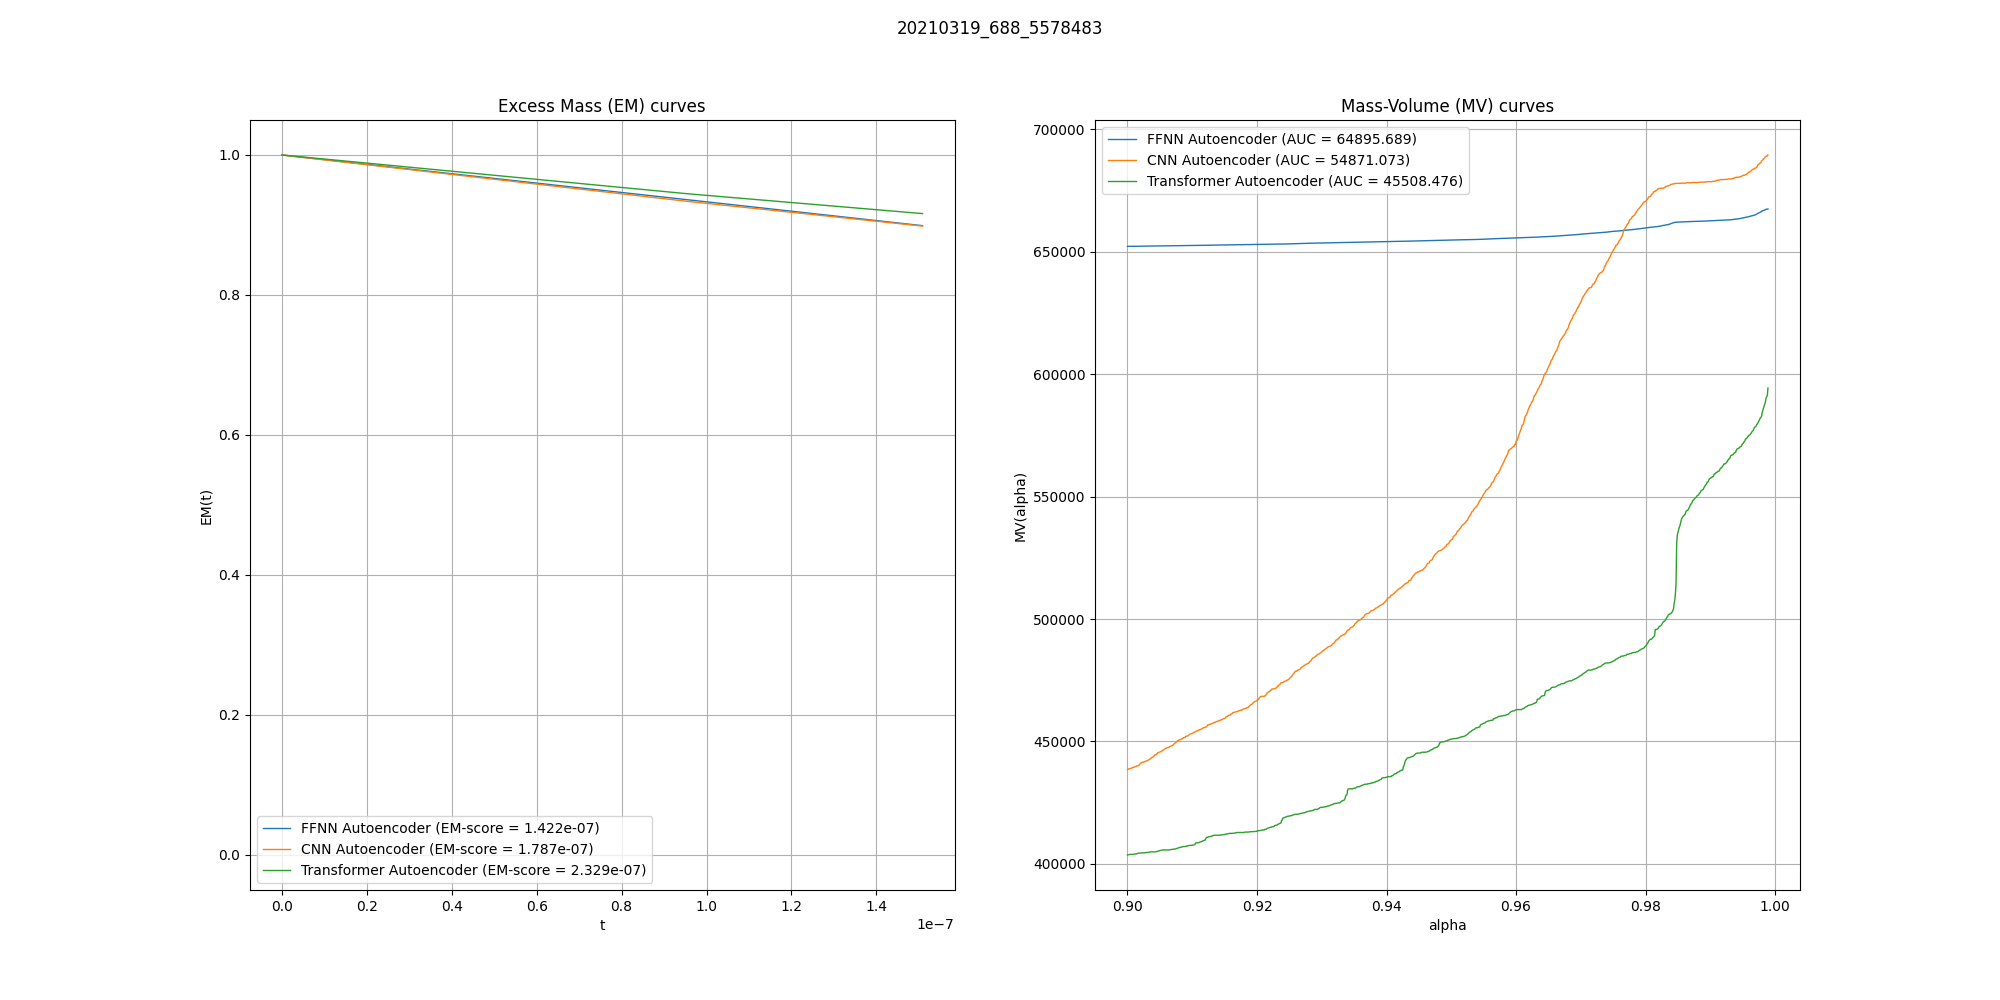 20210319_688_5578483
Excess Mass (EM) curves
EM(t)
1.0
0.8
0.6
0.4
0.2
0.0
FFNN Autoencoder (EM-score = 1.422e-07)
CNN Autoencoder (EM-score = 1.787e-07)
Transformer Autoencoder (EM-score = 2.329e-07)
0.0 0.2 0.4 0.6 0.8 1.0 1.2 1.4
1e−7
t
Mass-Volume (MV) curves
MV(alpha)
700000
650000
600000
550000
500000
450000
400000
FFNN Autoencoder (AUC = 64895.689)
CNN Autoencoder (AUC = 54871.073)
Transformer Autoencoder (AUC = 45508.476)
0.90 0.92 0.94 0.96 0.98 1.00
alpha